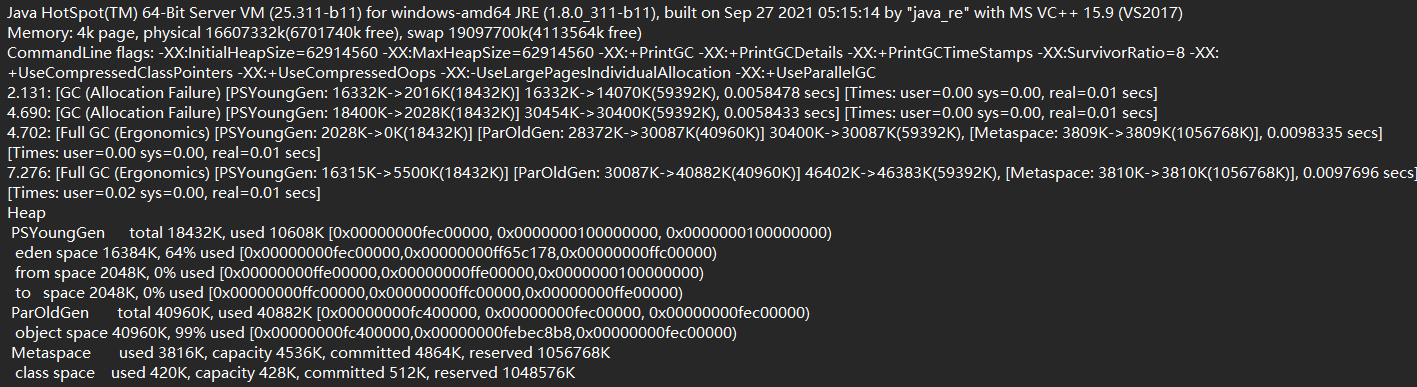 Java HotSpot(TM) 64-Bit Server VM (25.311-b11) for windows-amd64 JRE (1.8.0_311-b11), built on Sep 27 2021 05:15:14 by "java_re" with MS VC++ 15.9 (VS2017)
Memory: 4k page, physical 16607332k(6701740k free), swap 19097700k(4113564k free)
CommandLine flags: -XX:InitialHeapSize=62914560 -XX:MaxHeapSize=62914560 -XX:+PrintGC -XX:+PrintGCDetails -XX:+PrintGCTimeStamps -XX:SurvivorRatio=8 -XX:
+UseCompressedClassPointers -XX:+UseCompressedOops -XX:-UseLargePagesIndividualAllocation -XX:+UseParallelGC
2.131: [GC (Allocation Failure) [PSYoungGen: 16332K->2016K(18432K)] 16332K->14070K(59392K), 0.0058478 secs] [Times: user=0.00 sys=0.00, real=0.01 secs]
4.690: [GC (Allocation Failure) [PSYoungGen: 18400K->2028K(18432K)] 30454K->30400K(59392K), 0.0058433 secs] [Times: user=0.00 sys=0.00, real=0.01 secs]
4.702: [Full GC (Ergonomics) [PSYoungGen: 2028K->0K(18432K)] [ParOldGen: 28372K->30087K(40960K)] 30400K->30087K(59392K), [Metaspace: 3809K->3809K(1056768K)], 0.0098335 secs]
[Times: user=0.00 sys=0.00, real=0.01 secs]
7.276: [Full GC (Ergonomics) [PSYoungGen: 16315K->5500K(18432K)] [ParOldGen: 30087K->40882K(40960K)] 46402K->46383K(59392K), [Metaspace: 3810K->3810K(1056768K)], 0.0097696 secs]
[Times: user=0.02 sys=0.00, real=0.01 secs]
Heap
PSYoungGen total 18432K, used 10608K [0x00000000fec00000, 0x0000000100000000, 0x0000000100000000)
eden space 16384K, 64% used [0x00000000fec00000,0x00000000ff65c178,0x00000000ffc00000)
from space 2048K, 0% used [0x00000000ffe00000,0x00000000ffe00000,0x0000000100000000)
to space 2048K, 0% used [0x00000000ffc00000,0x00000000ffc00000,0x00000000ffe00000)
ParOldGen total 40960K, used 40882K [0x00000000fc400000, 0x00000000fec00000, 0x00000000fec00000)
object space 40960K, 99% used [0x00000000fc400000,0x00000000febec8b8,0x00000000fec00000)
Metaspace used 3816K, capacity 4536K, committed 4864K, reserved 1056768K
class space used 420K, capacity 428K, committed 512K, reserved 1048576K